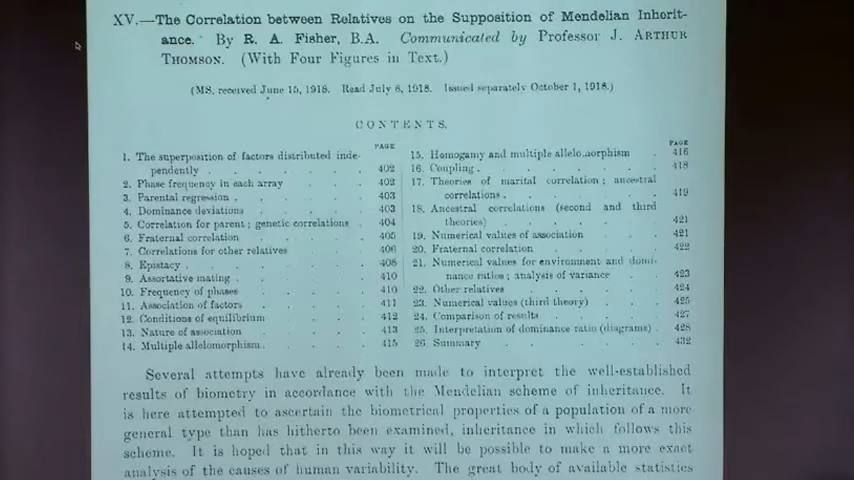 XV.—The Correlation between Relatives on the Supposition of Mendelian Inherit-
ance. By R. A. Fisher, B.A. Communicated by Professor J. ARTHUR
THOMSON. (With Four Figures in Text.)
(MS. received June 15, 1918. Read July 8, 1918. Issued separately October 1, 1918.)
CONTENTS.
PAGE
1. The superposition of factors distributed inde-
pendently . . . . . 402
2. Phase frequency in each array . . . 402
3. Parental regression . . . . 403
4. Dominance deviations . . . . 403
5. Correlation for parent; genetic correlations . 404
6. Fraternal correlation . . . . 405
7. Correlations for other relatives . . . 406
8. Epistacy . . . . . . 408
9. Assortative mating . . . . . 410
10. Frequency of phases . . . . 410
11. Association of factors . . . . 411
12. Conditions of equilibrium . . . 412
13. Nature of association . . . . 413
14. Multiple allelomorphism . . . . 415
PAGE
15. Homogamy and multiple allelomorphism . 416
16. Coupling . . . . . . 418
17. Theories of marital correlation; ancestral
correlations . . . . . 419
18. Ancestral correlations (second and third
theories) . . . . . 421
19. Numerical values of association . . 421
20. Fraternal correlation . . . . 422
21. Numerical values for environment and domi-
nance ratios; analysis of variance . 423
22. Other relatives . . . . . 424
23. Numerical values (third theory) . . . 425
24. Comparison of results . . . . 427
25. Interpretation of dominance ratio (diagrams) . 428
26. Summary . . . . . . 432
Several attempts have already been made to interpret the well-established
results of biometry in accordance with the Mendelian scheme of inheritance. It
is here attempted to ascertain the biometrical properties of a population of a more
general type than has hitherto been examined, inheritance in which follows this
scheme. It is hoped that in this way it will be possible to make a more exact
analysis of the causes of human variability. The great body of available statistics